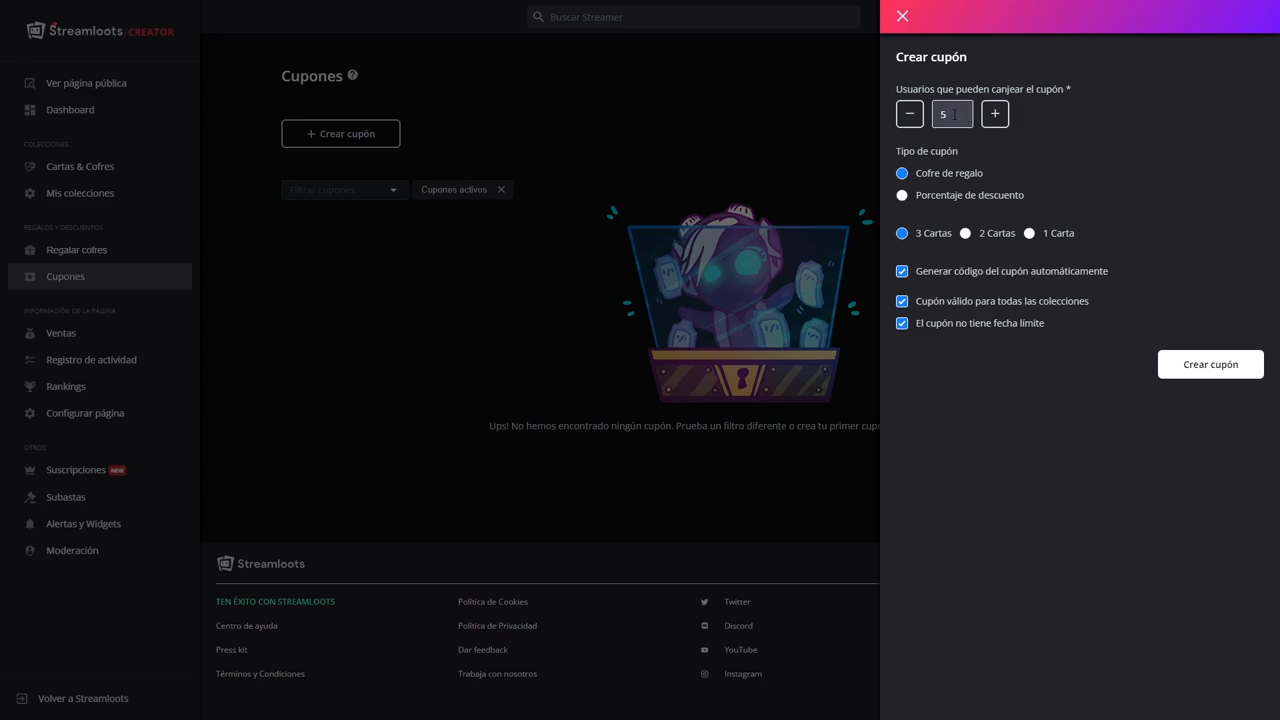 Streamloots CREATOR
Ver página pública
Dashboard
COLECCIONES
Cartas & Cofres
Mis colecciones
REGALOS Y DESCUENTOS
Regalar cofres
Cupones
INFORMACIÓN DE LA PÁGINA
Ventas
Registro de actividad
Rankings
Configurar página
OTROS
Suscripciones NEW
Subastas
Alertas y Widgets
Moderación
Volver a Streamloots
Buscar Streamer
Cupones
+ Crear cupón
Filtrar cupones
Cupones activos
Ups! No hemos encontrado ningún cupón. Prueba un filtro diferente o crea tu primer
Streamloots
TEN ÉXITO CON STREAMLOOTS
Centro de ayuda
Press kit
Términos y Condiciones
Política de Cookies
Política de Privacidad
Dar feedback
Trabaja con nosotros
Twitter
Discord
YouTube
Instagram
Crear cupón
Usuarios que pueden canjear el cupón *
5
Tipo de cupón
Cofre de regalo
Porcentaje de descuento
3 Cartas 2 Cartas 1 Carta
Generar código del cupón automáticamente
Cupón válido para todas las colecciones
El cupón no tiene fecha límite
Crear cupón